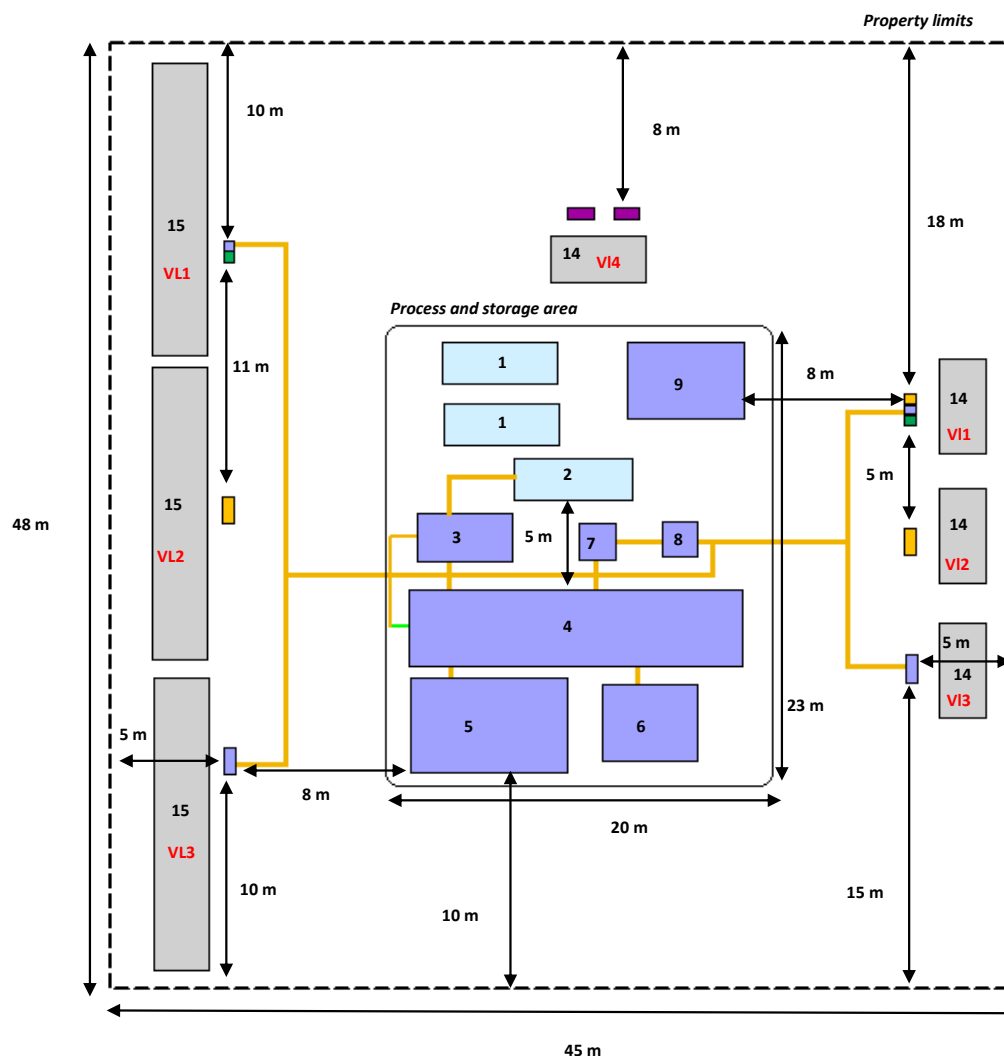 Property limits
10 m
8 m
18 m
15
VL1
14
Vl4
Process and storage area
11 m
1
9
8 m
14
Vl1
1
5 m
2
15
VL2
48 m
3
5 m
7
8
14
Vl2
4
5 m
14
Vl3
5 m
15
VL3
8 m
5
6
23 m
20 m
10 m
10 m
15 m
45 m